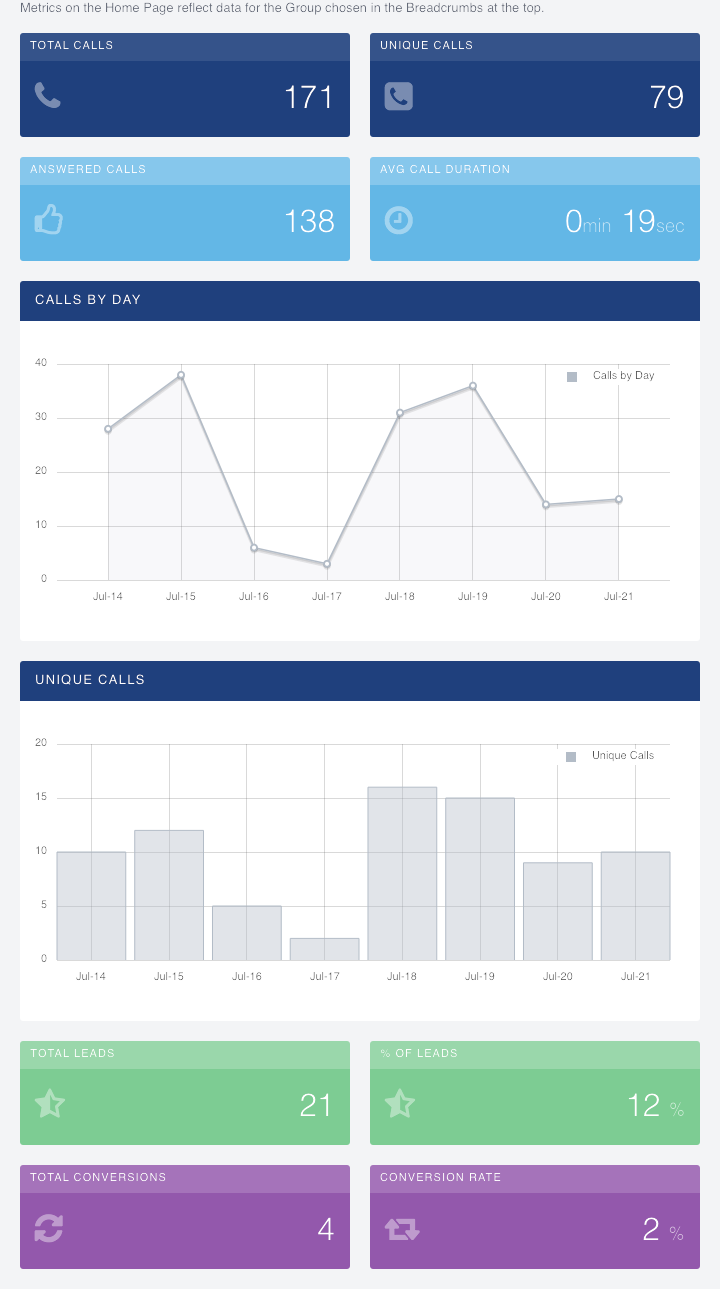 Metrics on the Home Page reflect data for the Group chosen in the Breadcrumbs at the top.
TOTAL CALLS
171
UNIQUE CALLS
79
ANSWERED CALLS
138
AVG CALL DURATION
0min 19sec
CALLS BY DAY
Calls by Day
40
30
20
10
0
Jul-14 Jul-15 Jul-16 Jul-17 Jul-18 Jul-19 Jul-20 Jul-21
UNIQUE CALLS
Unique Calls
20
15
10
5
0
Jul-14 Jul-15 Jul-16 Jul-17 Jul-18 Jul-19 Jul-20 Jul-21
TOTAL LEADS
21
% OF LEADS
12 %
TOTAL CONVERSIONS
4
CONVERSION RATE
2 %